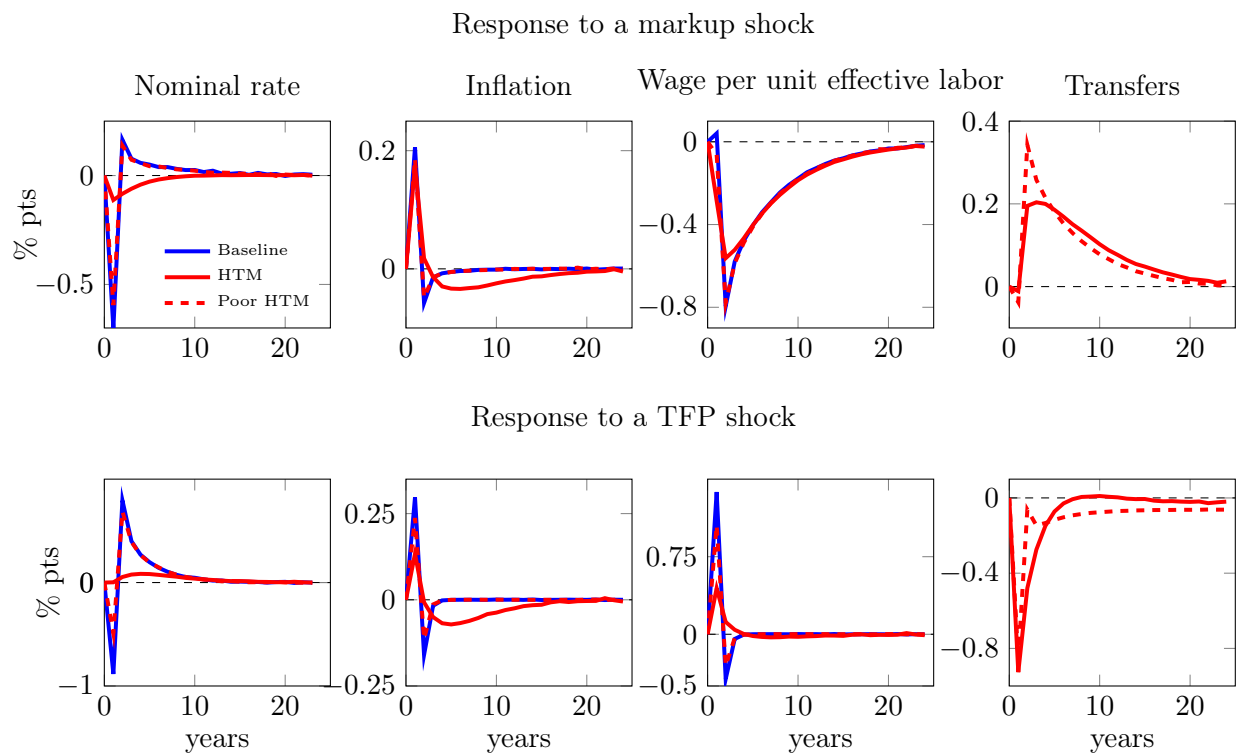 Response to a markup shock
Nominal rate
Inflation
Wage per unit effective labor
Transfers
% pts
0
−0.5
0 10 20
Baseline
HTM
Poor HTM
0.2
0
0 10 20
0
−0.4
−0.8
0 10 20
0.4
0.2
0
0 10 20
Response to a TFP shock
% pts
0
−1
0 10 20
years
0.25
0
−0.25
0 10 20
years
0.75
0
−0.5
0 10 20
years
0
−0.4
−0.8
0 10 20
years